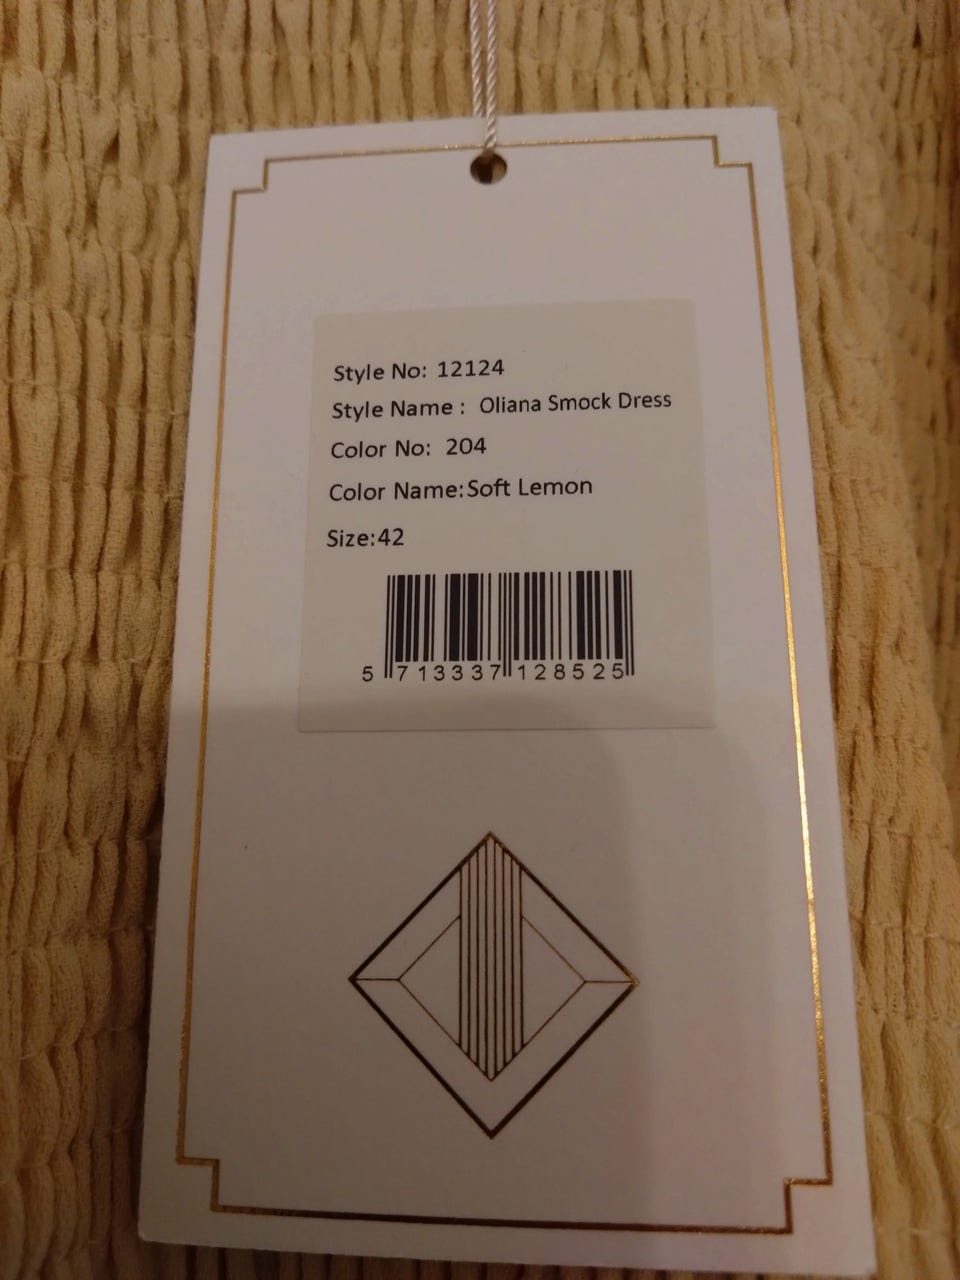 Style No: 12124
Style Name : Oliana Smock Dress
Color No: 204
Color Name:Soft Lemon
Size:42
5 713337 128525